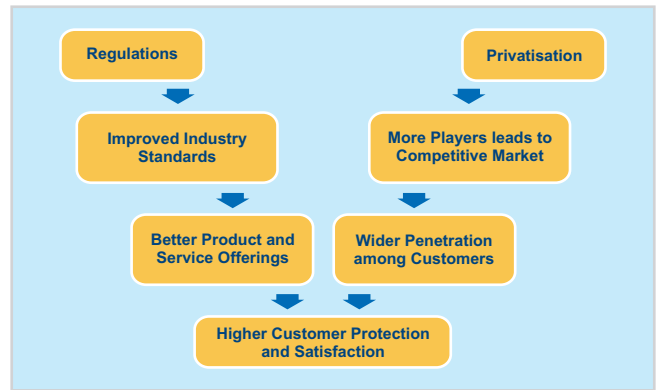 Regulations
Privatisation
Improved Industry
Standards
More Players leads to
Competitive Market
Better Product and
Service Offerings
Wider Penetration
among Customers
Higher Customer Protection
and Satisfaction